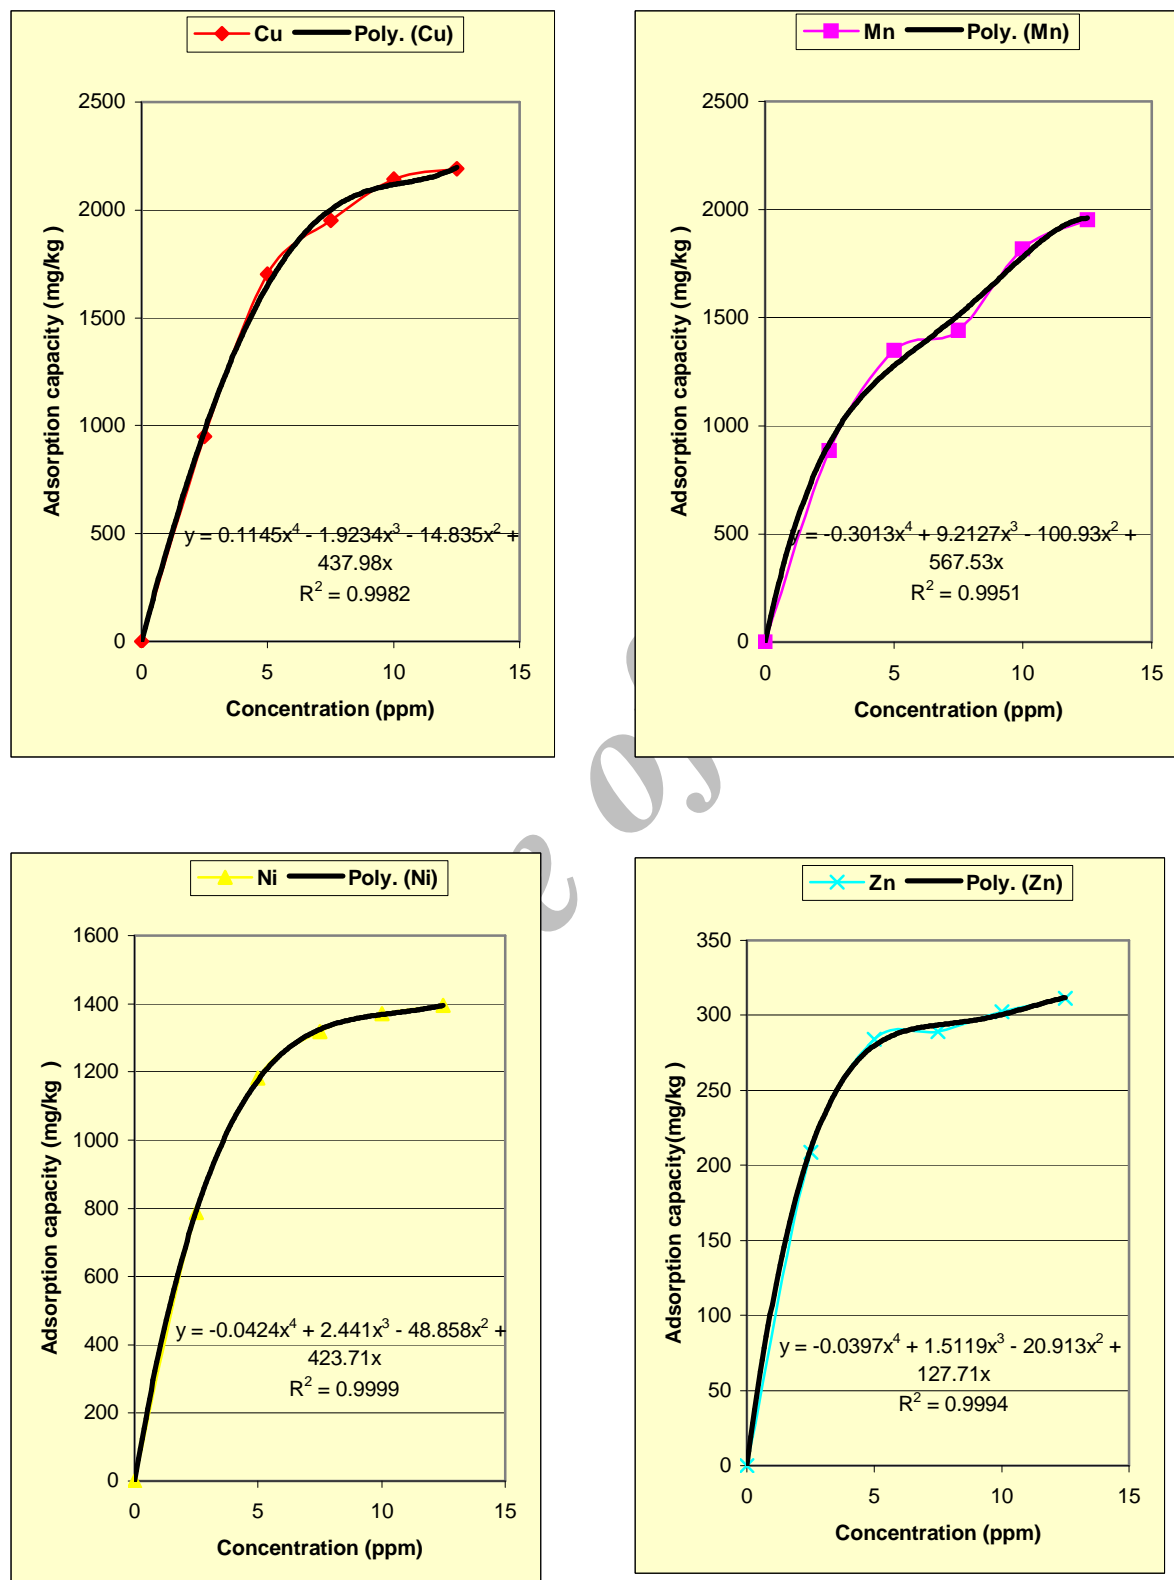 Cu Poly. (Cu)
2500
2000
1500
1000
500
0
0 5 10 15
Adsorption capacity (mg/kg )
Concentration (ppm)
y = 0.1145x⁴ - 1.9234x³ - 14.835x² +
437.98x
R² = 0.9982
Mn Poly. (Mn)
2500
2000
1500
1000
500
0
0 5 10 15
Adsorption capacity (mg/kg )
Concentration (ppm)
y = -0.3013x⁴ + 9.2127x³ - 100.93x² +
567.53x
R² = 0.9951
e of
Ni Poly. (Ni)
1600
1400
1200
1000
800
600
400
200
0
0 5 10 15
Adsorption capacity (mg/kg )
Concentration (ppm)
y = -0.0424x⁴ + 2.441x³ - 48.858x² +
423.71x
R² = 0.9999
Zn Poly. (Zn)
350
300
250
200
150
100
50
0
0 5 10 15
Adsorption capacity(mg/kg )
Concentration (ppm)
y = -0.0397x⁴ + 1.5119x³ - 20.913x² +
127.71x
R² = 0.9994